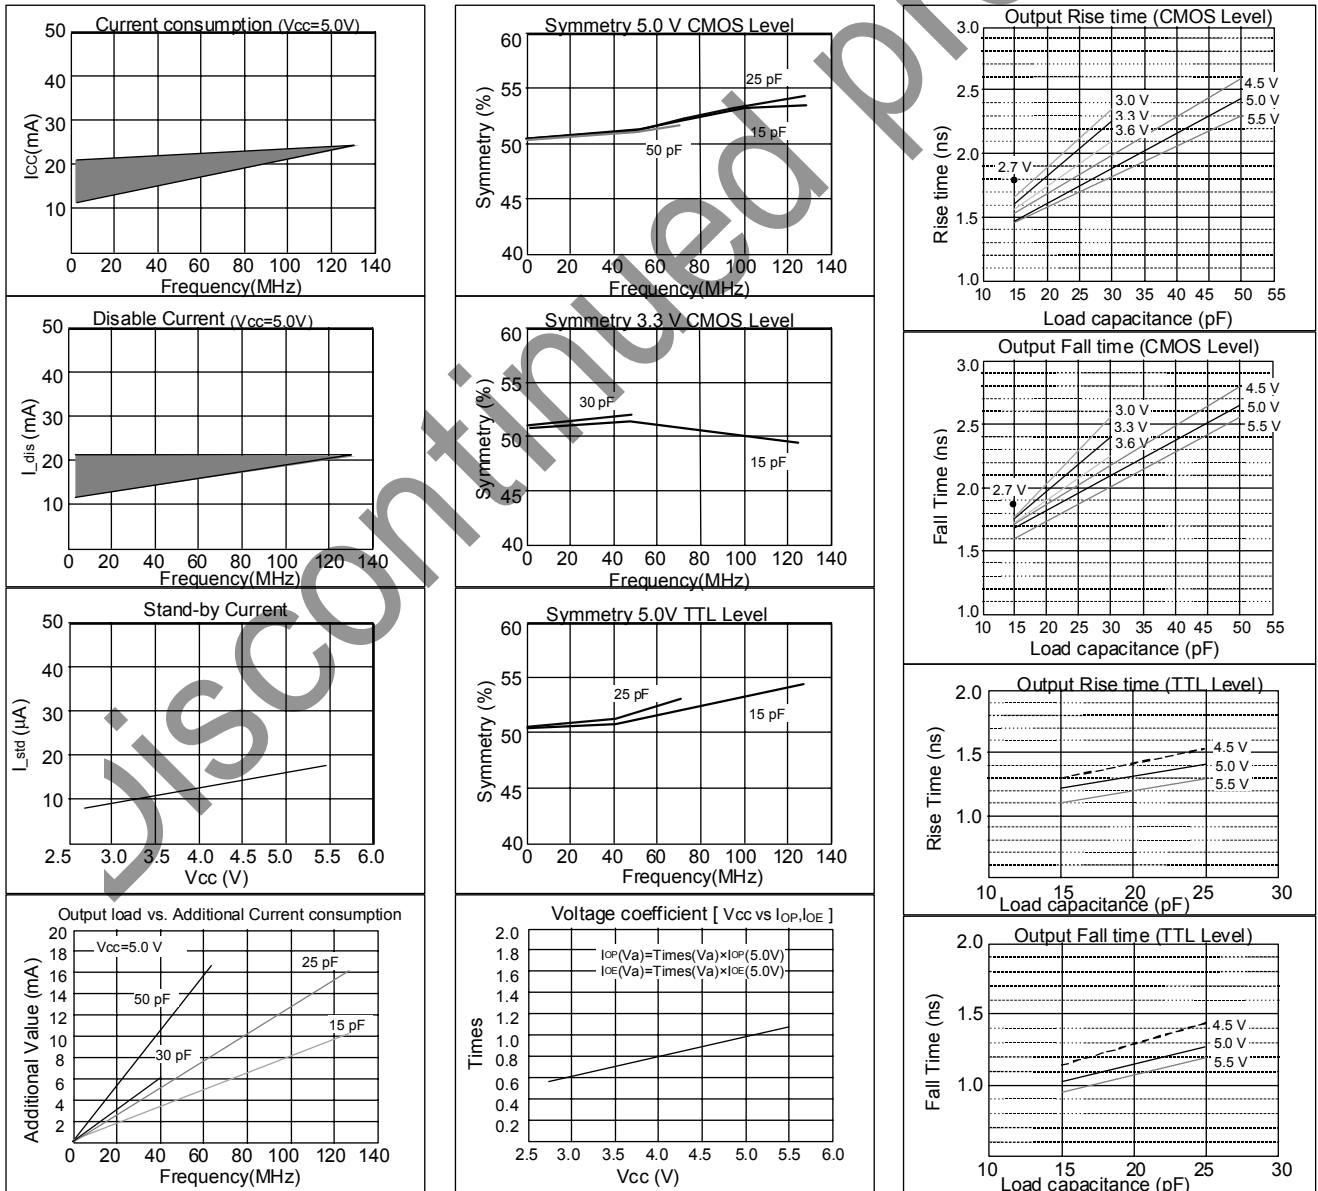 Current consumption (Vcc=5.0V)
50
40
30
20
10
Icc(mA)
0 20 40 60 80 100 120 140
Frequency(MHz)
Disable Current (Vcc=5.0V)
50
40
30
20
10
I_dis (mA)
0 20 40 60 80 100 120 140
Frequency(MHz)
Stand-by Current
50
40
30
20
10
I_std (µA)
2.5 3.0 3.5 4.0 4.5 5.0 5.5 6.0
Vcc (V)
Output load vs. Additional Current consumption
20
18
16
14
12
10
8
6
4
2
Additional Value (mA)
Vcc=5.0 V
25 pF
50 pF
15 pF
30 pF
0 20 40 60 80 100 120 140
Frequency(MHz)
Symmetry 5.0 V CMOS Level
60
55
50
45
40
Symmetry (%)
25 pF
15 pF
50 pF
0 20 40 60 80 100 120 140
Frequency(MHz)
Symmetry 3.3 V CMOS Level
60
55
50
45
40
Symmetry (%)
30 pF
15 pF
0 20 40 60 80 100 120 140
Frequency(MHz)
Symmetry 5.0V TTL Level
60
55
50
45
40
Symmetry (%)
25 pF
15 pF
0 20 40 60 80 100 120 140
Frequency(MHz)
Voltage coefficient [ Vcc vs IOP,IOE ]
2.0
1.8
1.6
1.4
1.2
1.0
0.8
0.6
0.4
0.2
Times
IOP(Va)=Times(Va)×IOP(5.0V)
IOE(Va)=Times(Va)×IOE(5.0V)
2.5 3.0 3.5 4.0 4.5 5.0 5.5 6.0
Vcc (V)
Output Rise time (CMOS Level)
3.0
2.5
2.0
1.5
1.0
Rise time (ns)
4.5 V
3.0 V
5.0 V
3.3 V
5.5 V
3.6 V
2.7 V
10 15 20 25 30 35 40 45 50 55
Load capacitance (pF)
Output Fall time (CMOS Level)
3.0
2.5
2.0
1.5
1.0
Fall Time (ns)
4.5 V
3.0 V
5.0 V
3.3 V
5.5 V
3.6 V
2.7 V
10 15 20 25 30 35 40 45 50 55
Load capacitance (pF)
Output Rise time (TTL Level)
2.0
1.5
1.0
Rise Time (ns)
4.5 V
5.0 V
5.5 V
10 15 20 25 30
Load capacitance (pF)
Output Fall time (TTL Level)
2.0
1.5
1.0
Fall Time (ns)
4.5 V
5.0 V
5.5 V
10 15 20 25 30
Load capacitance (pF)
Discontinued pr